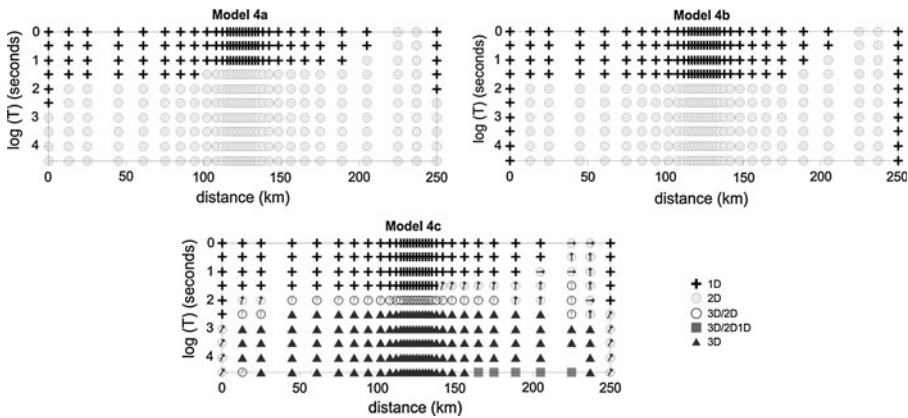 Model 4a
log (T) (seconds)
0
1
2
3
4
0 50 100 150 200 250
distance (km)
Model 4b
log (T) (seconds)
0
1
2
3
4
0 50 100 150 200 250
distance (km)
Model 4c
log (T) (seconds)
0
1
2
3
4
0 50 100 150 200 250
distance (km)
1D
2D
3D/2D
3D/2D1D
3D